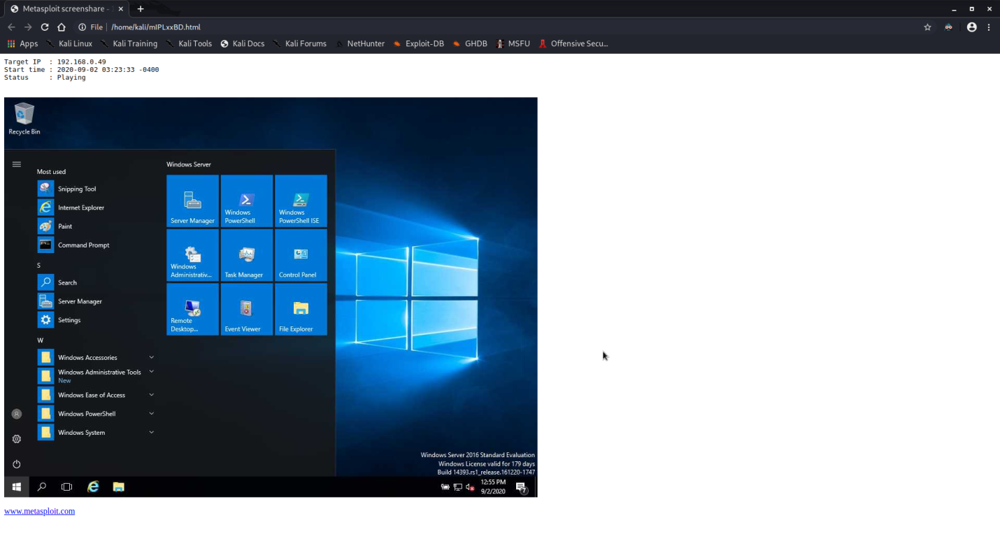 Metasploit screenshare -
File /home/kali/mIPLxxBD.html
Apps Kali Linux Kali Training Kali Tools Kali Docs Kali Forums NetHunter Exploit-DB GHDB MSFU Offensive Secu...
Target IP : 192.168.0.49
Start time : 2020-09-02 03:23:33 -0400
Status : Playing
Recycle Bin
Most used
Snipping Tool
Internet Explorer
Paint
Command Prompt
S
Search
Server Manager
Settings
W
Windows Accessories
Windows Administrative Tools
New
Windows Ease of Access
Windows PowerShell
Windows System
Windows Server
Server Manager
Windows
PowerShell
Windows
PowerShell ISE
Windows
Administrativ...
Task Manager
Control Panel
Remote
Desktop...
Event Viewer
File Explorer
Windows Server 2016 Standard Evaluation
Windows License valid for 179 days
Build 14393.rs1_release.161220-1747
12:55 PM
9/2/2020
7
www.metasploit.com